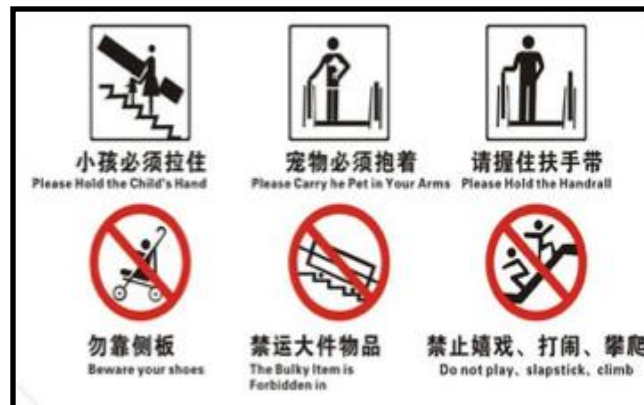 小孩必须拉住
Please Hold the Child's Hand
宠物必须抱着
Please Carry he Pet in Your Arms
请握住扶手带
Please Hold the Handrall
勿靠侧板
Beware your shoes
禁运大件物品
The Bulky Item is
Forbidden in
禁止嬉戏、打闹、攀爬
Do not play、slapstick、climb